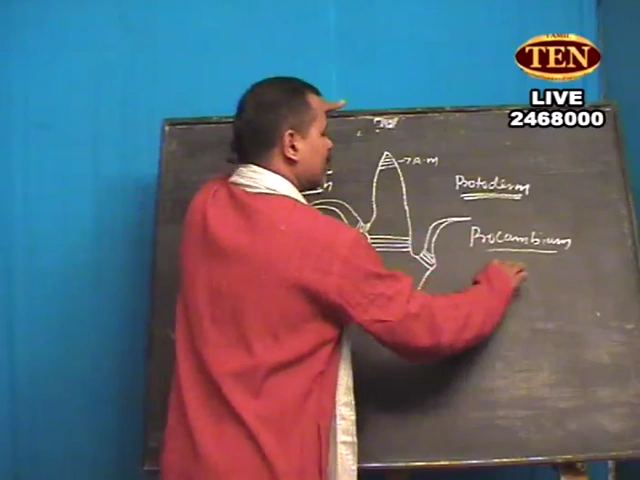 TAMIL
TEN
LIVE
2468000
→ A.M
Protoderm
Procambium